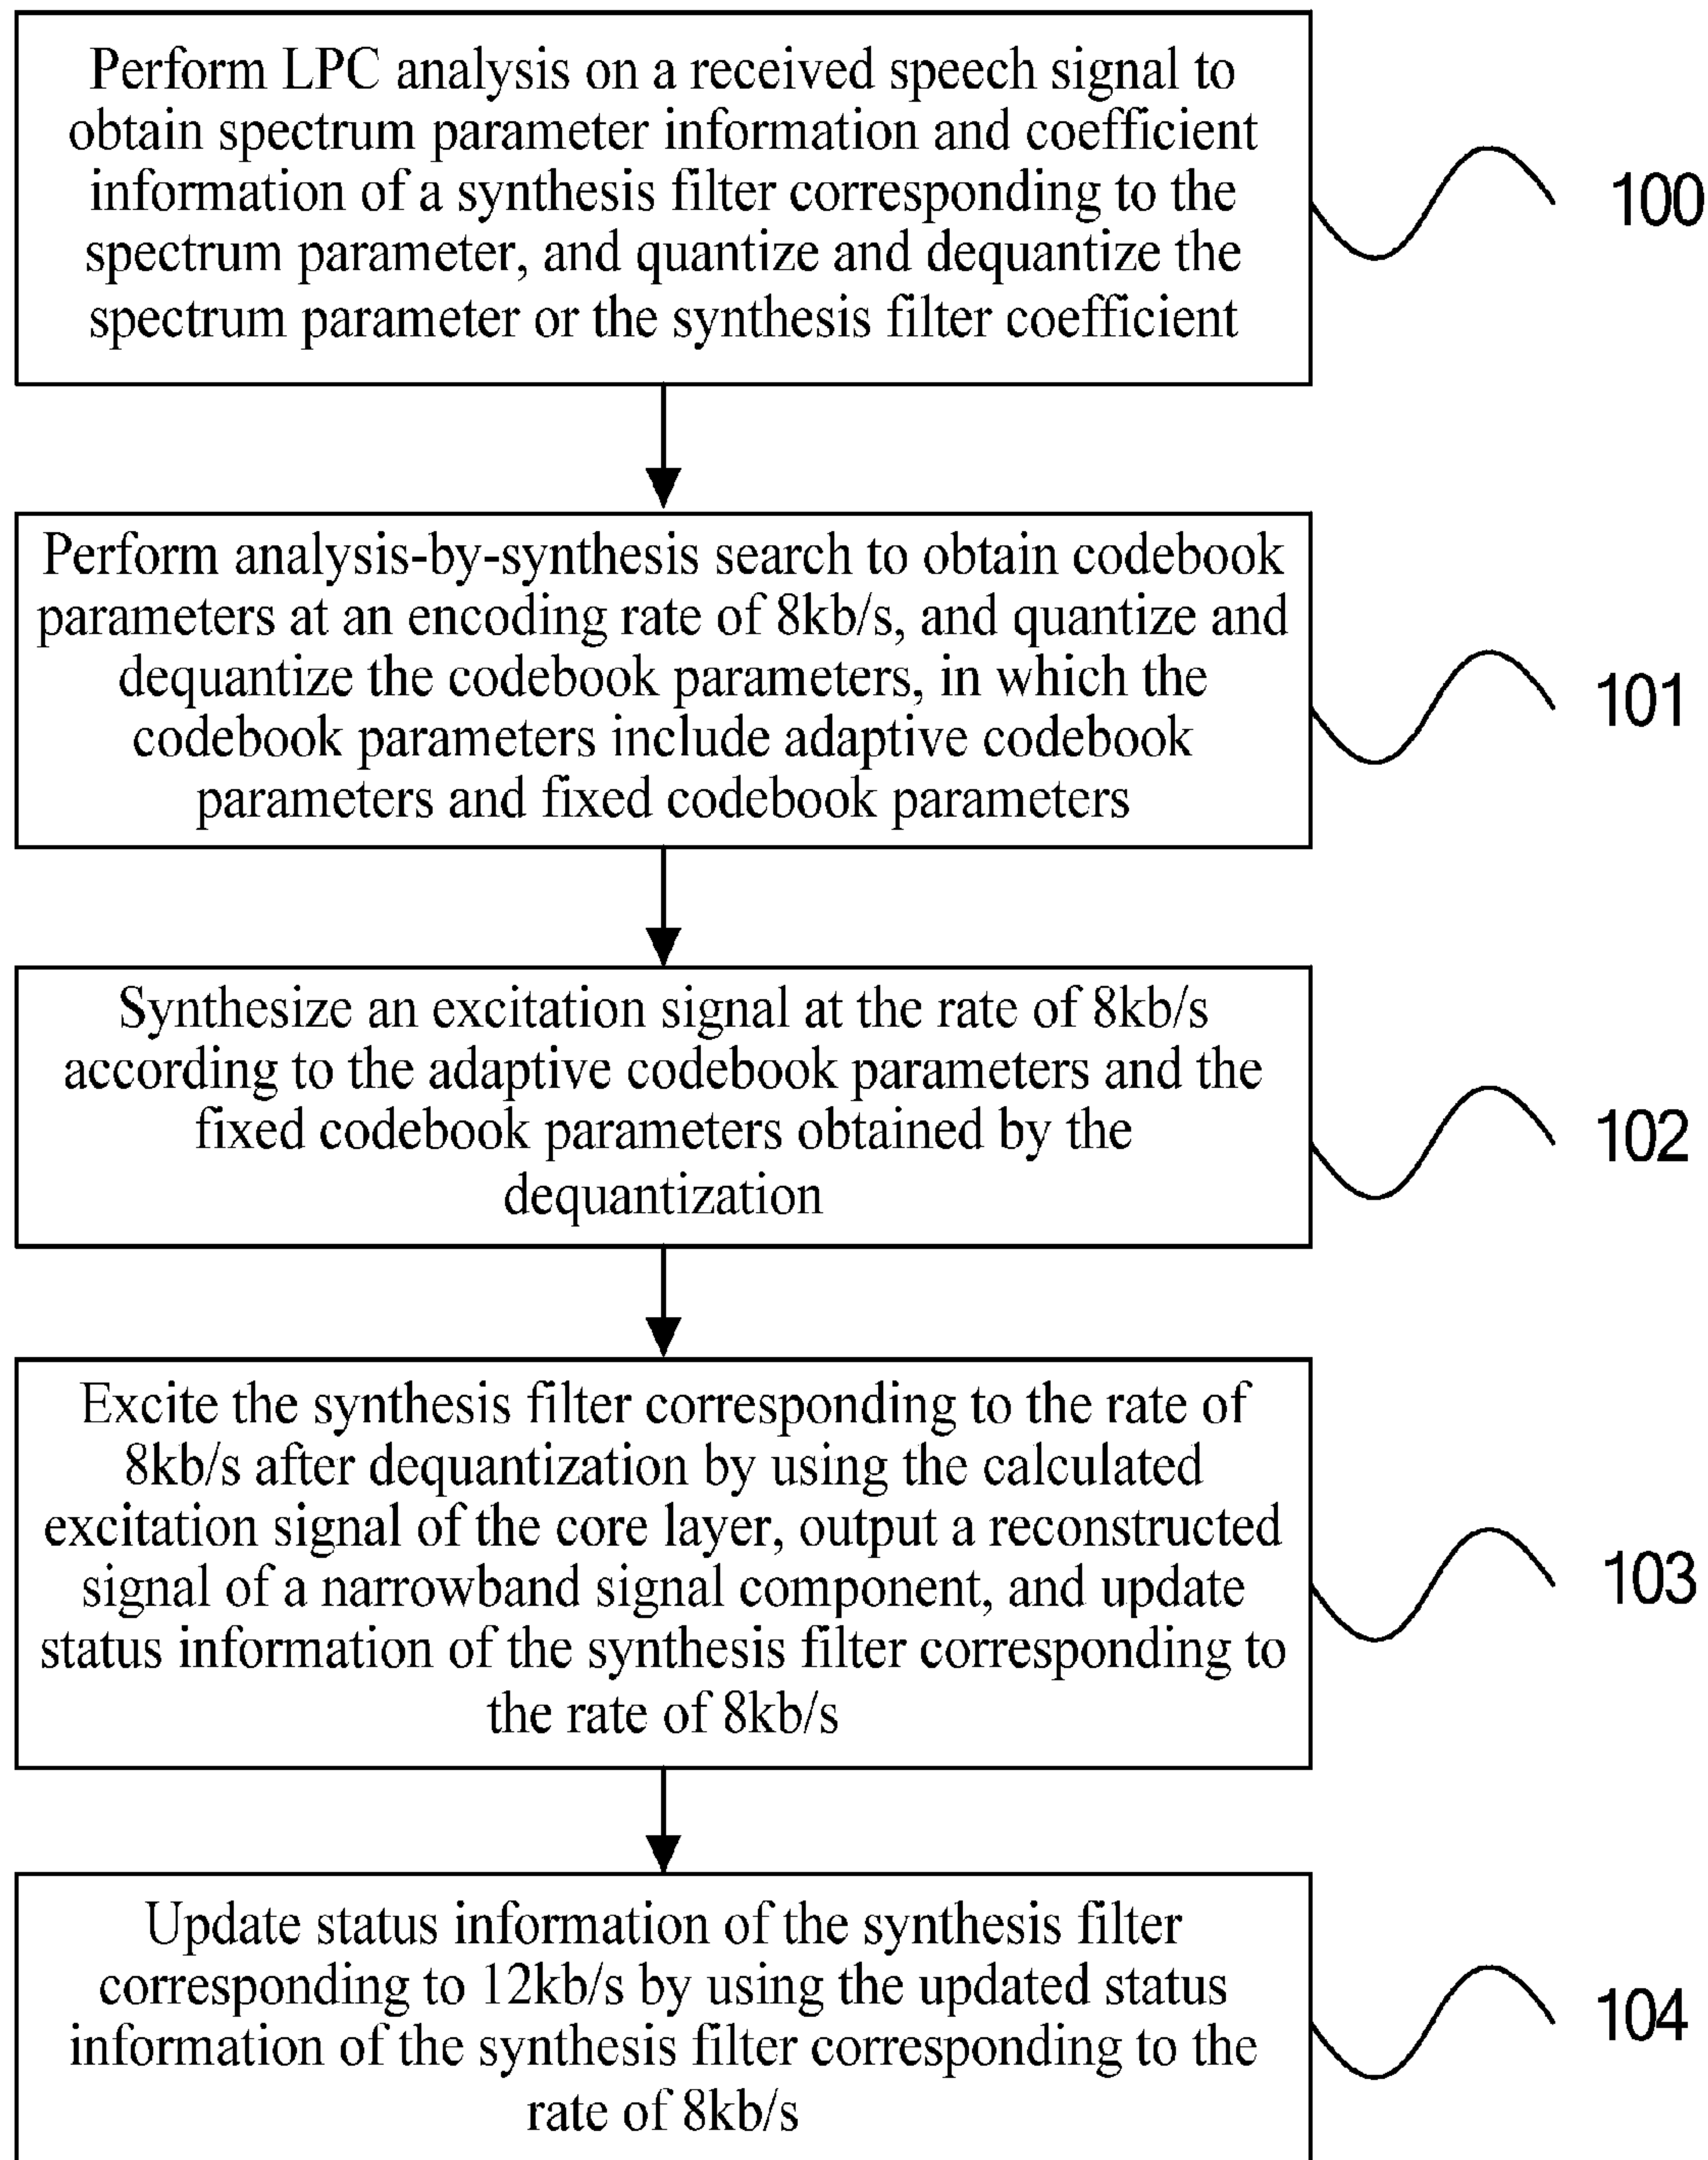 Perform LPC analysis on a received speech signal to
obtain spectrum parameter information and coefficient
information of a synthesis filter corresponding to the
spectrum parameter, and quantize and dequantize the
spectrum parameter or the synthesis filter coefficient
100
Perform analysis-by-synthesis search to obtain codebook
parameters at an encoding rate of 8kb/s, and quantize and
dequantize the codebook parameters, in which the
codebook parameters include adaptive codebook
parameters and fixed codebook parameters
101
Synthesize an excitation signal at the rate of 8kb/s
according to the adaptive codebook parameters and the
fixed codebook parameters obtained by the
dequantization
102
Excite the synthesis filter corresponding to the rate of
8kb/s after dequantization by using the calculated
excitation signal of the core layer, output a reconstructed
signal of a narrowband signal component, and update
status information of the synthesis filter corresponding to
the rate of 8kb/s
103
Update status information of the synthesis filter
corresponding to 12kb/s by using the updated status
information of the synthesis filter corresponding to the
rate of 8kb/s
104